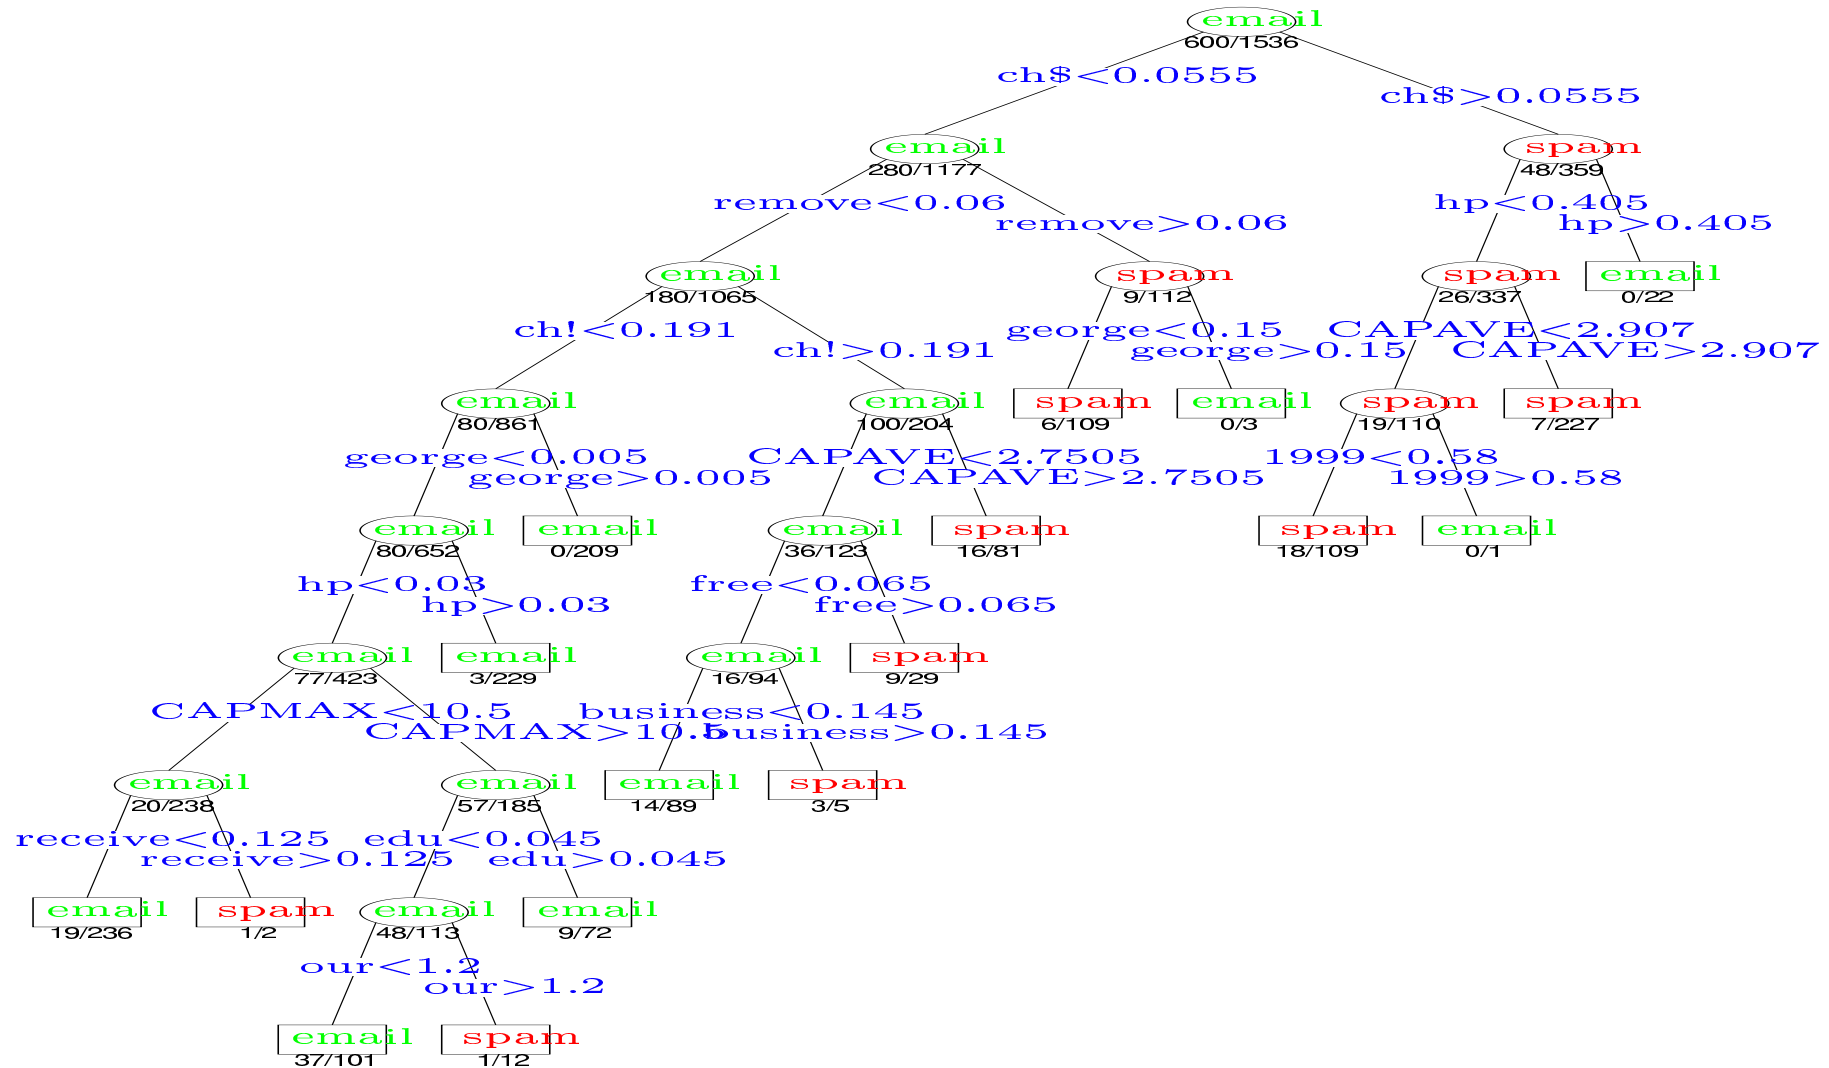 email
600/1536
ch$<0.0555
ch$>0.0555
email
280/1177
spam
48/359
remove<0.06
remove>0.06
hp<0.405
hp>0.405
email
180/1065
spam
9/112
spam
26/337
email
0/22
ch!<0.191
ch!>0.191
george<0.15
george>0.15
CAPAVE<2.907
CAPAVE>2.907
email
80/861
email
100/204
spam
6/109
email
0/3
spam
19/110
spam
7/227
george<0.005
george>0.005
CAPAVE<2.7505
CAPAVE>2.7505
1999<0.58
1999>0.58
email
80/652
email
0/209
email
36/123
spam
16/81
spam
18/109
email
0/1
hp<0.03
hp>0.03
free<0.065
free>0.065
email
77/423
email
3/229
email
16/94
spam
9/29
CAPMAX<10.5
CAPMAX>10.5
business<0.145
business>0.145
email
20/238
email
57/185
email
14/89
spam
3/5
receive<0.125
receive>0.125
edu<0.045
edu>0.045
email
19/236
spam
1/2
email
48/113
email
9/72
our<1.2
our>1.2
email
37/101
spam
1/12